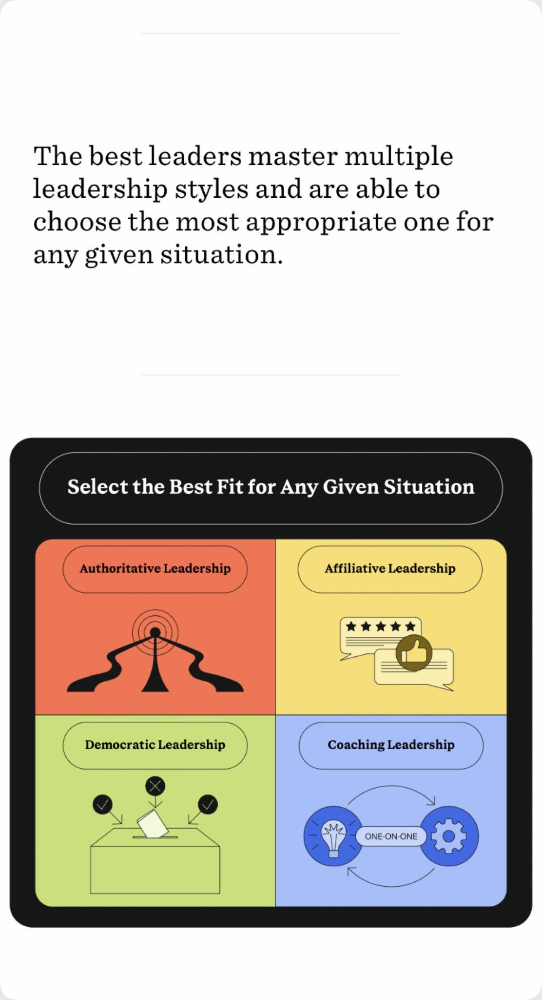 The best leaders master multiple
leadership styles and are able to
choose the most appropriate one for
any given situation.
Select the Best Fit for Any Given Situation
Authoritative Leadership
Affiliative Leadership
Democratic Leadership
Coaching Leadership
ONE-ON-ONE